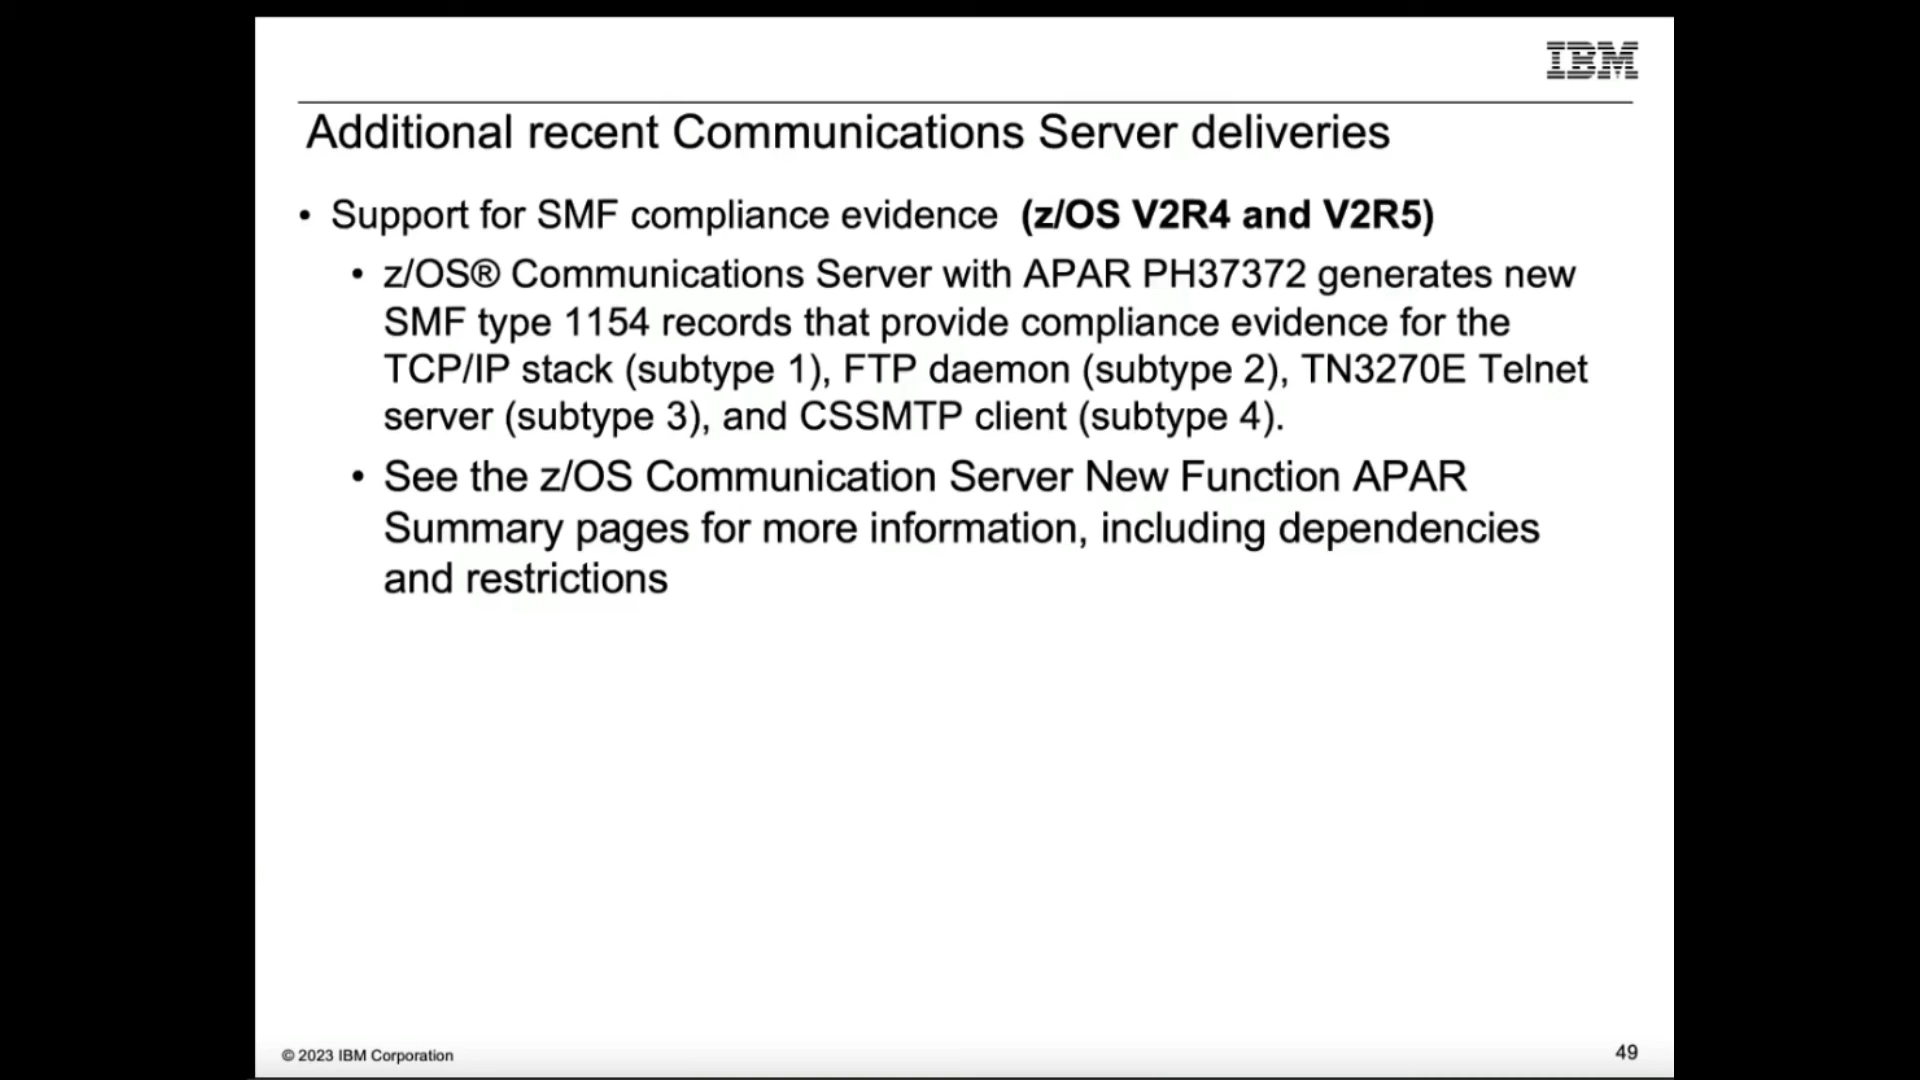 IBM
Additional recent Communications Server deliveries
• Support for SMF compliance evidence (z/OS V2R4 and V2R5)
• z/OS® Communications Server with APAR PH37372 generates new
SMF type 1154 records that provide compliance evidence for the
TCP/IP stack (subtype 1), FTP daemon (subtype 2), TN3270E Telnet
server (subtype 3), and CSSMTP client (subtype 4).
• See the z/OS Communication Server New Function APAR
Summary pages for more information, including dependencies
and restrictions
© 2023 IBM Corporation
49